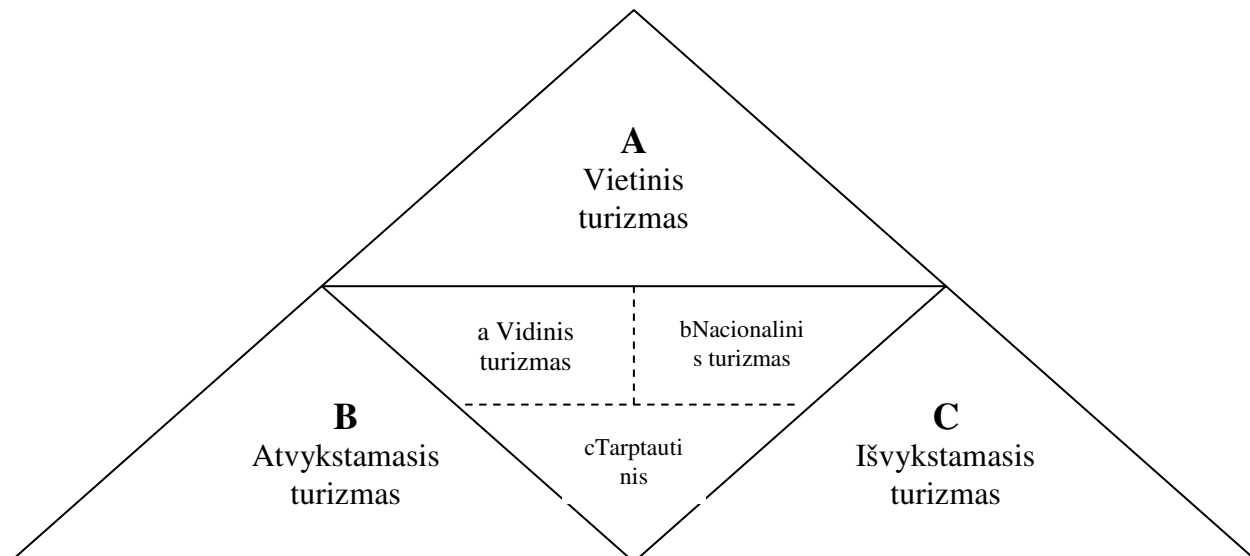 A
Vietinis
turizmas
a Vidinis
turizmas
bNacionalini
s turizmas
B
Atvykstamasis
turizmas
cTarptauti
nis
C
Išvykstamasis
turizmas